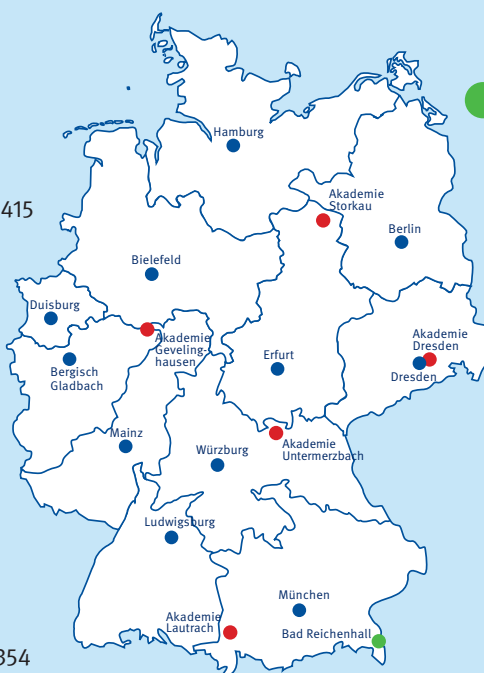 Hamburg
Akademie
Storkau
415
Berlin
Bielefeld
Duisburg
Akademie
Geveling-
hausen
Akademie
Dresden
Erfurt
Bergisch
Gladbach
Dresden
Mainz
Akademie
Untermerzbach
Würzburg
Ludwigsburg
München
Akademie
Lautrach
Bad Reichenhall
354